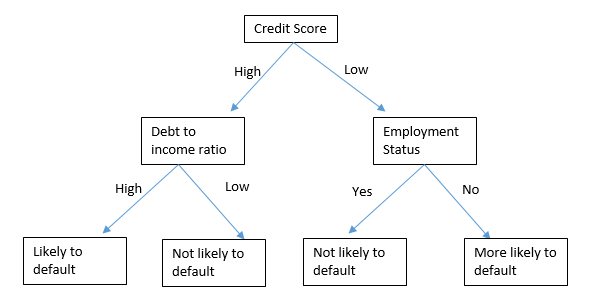 Credit Score
High
Low
Debt to
income ratio
Employment
Status
High
Low
Yes
No
Likely to
default
Not likely to
default
Not likely to
default
More likely to
default